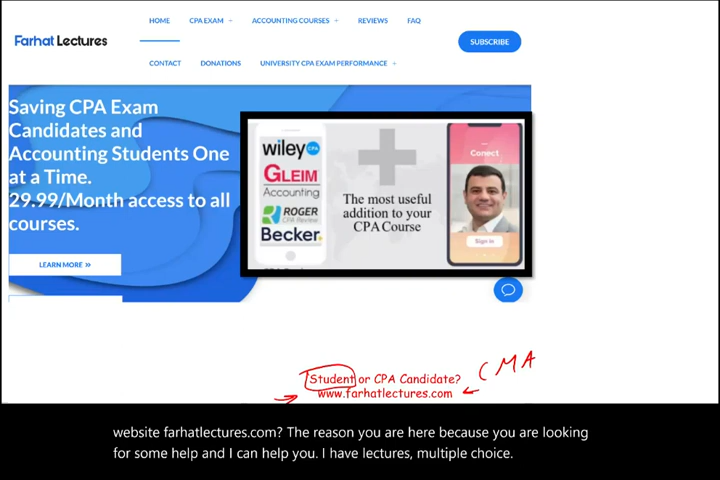 HOME CPA EXAM ACCOUNTING COURSES REVIEWS FAQ
Farhat Lectures
SUBSCRIBE
CONTACT DONATIONS UNIVERSITY CPA EXAM PERFORMANCE
Saving CPA Exam
Candidates and
Accounting Students One
at a Time.
29.99/Month access to all
courses.
LEARN MORE »
wiley CPA
GLEIM
Accounting
ROGER
CPA Review
Becker
The most useful
addition to your
CPA Course
Conect
Sign in
CMA
Student or CPA Candidate?
www.farhatlectures.com
website farhatlectures.com? The reason you are here because you are looking
for some help and I can help you. I have lectures, multiple choice.